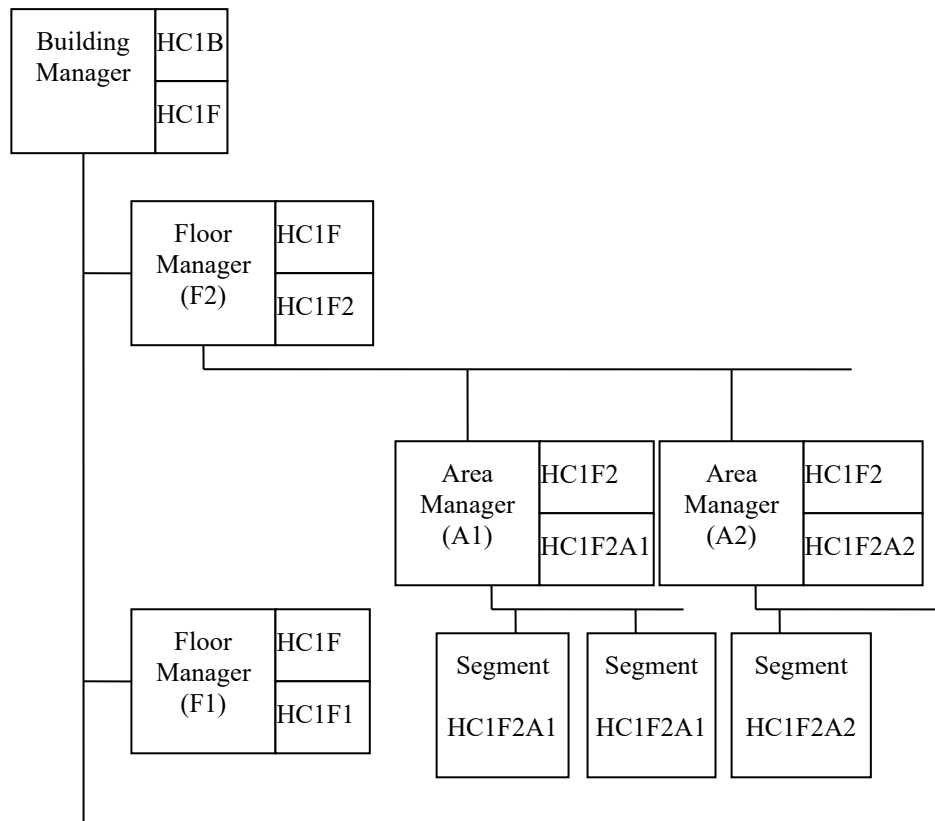 Building
Manager
HC1B
HC1F
Floor
Manager
(F2)
HC1F
HC1F2
Area
Manager
(A1)
HC1F2
HC1F2A1
Area
Manager
(A2)
HC1F2
HC1F2A2
Floor
Manager
(F1)
HC1F
HC1F1
Segment
HC1F2A1
Segment
HC1F2A1
Segment
HC1F2A2